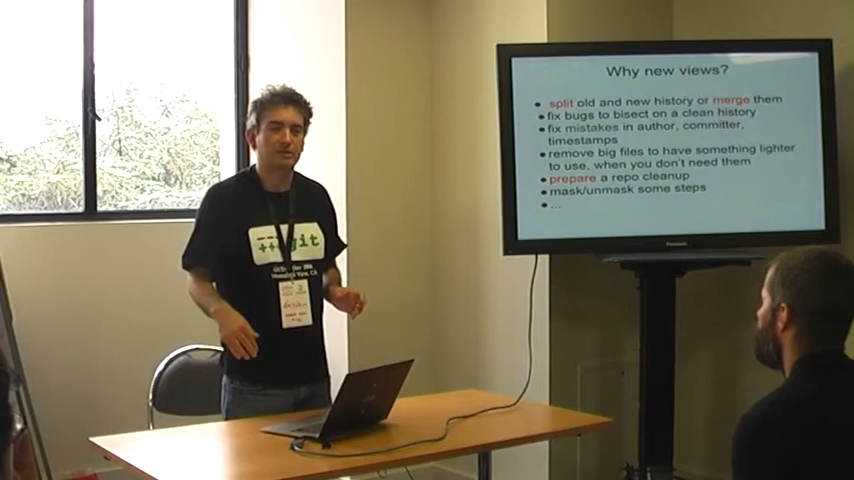 Why new views?
• split old and new history or merge them
• fix bugs to bisect on a clean history
• fix mistakes in author, committer,
timestamps
• remove big files to have something lighter
to use, when you don't need them
• prepare a repo cleanup
• mask/unmask some steps
• ...
Panasonic
git